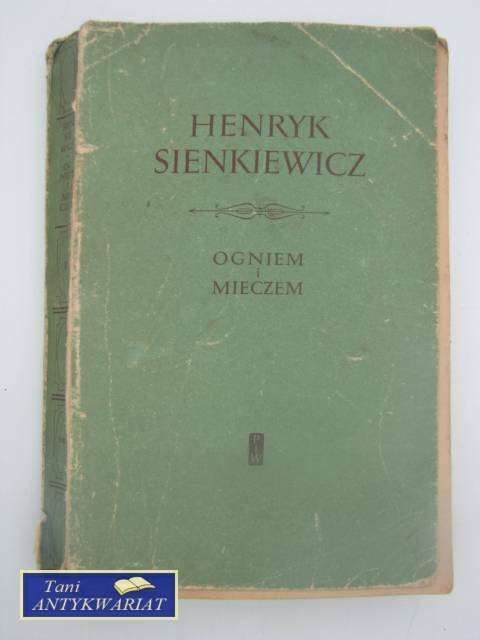 HENRYK
SIENKIEWICZ
OGNIEM
i
MIECZEM
Tani
ANTYKWARIAT